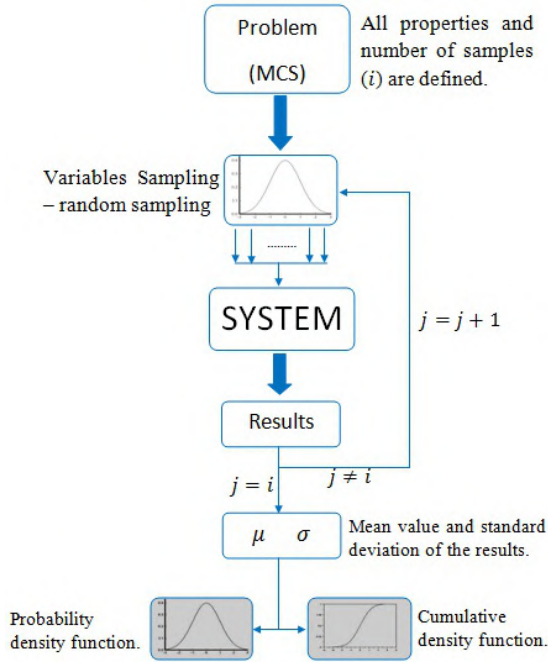 Problem
(MCS)
All properties and
number of samples
(i) are defined.
Variables Sampling
– random sampling
.........
SYSTEM
j = j + 1
Results
j = i
j ≠ i
μ σ
Mean value and standard
deviation of the results.
Probability
density function.
Cumulative
density function.